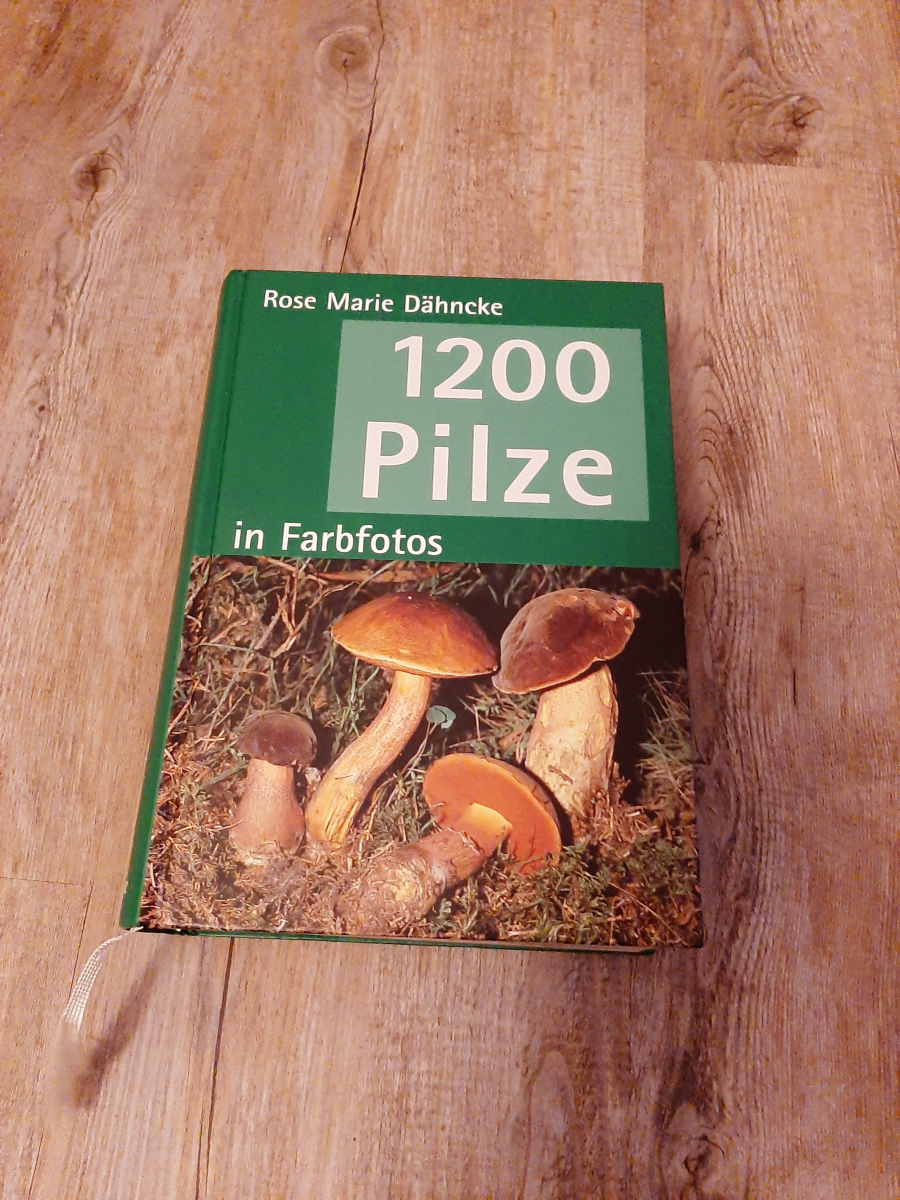 Rose Marie Dähncke
1200
Pilze
in Farbfotos